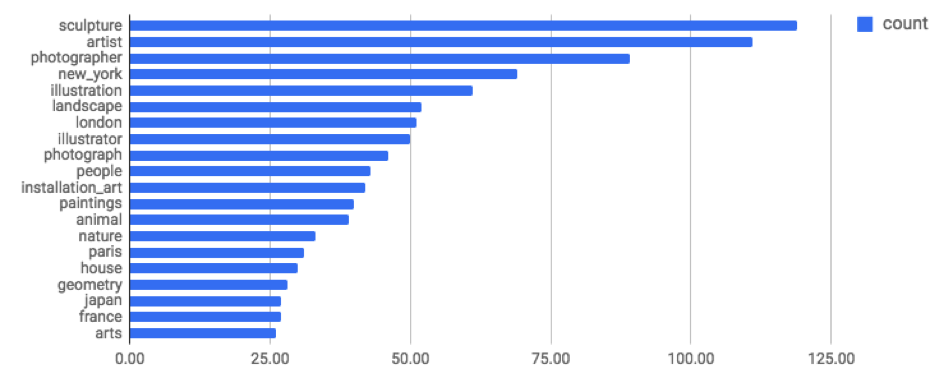 sculpture
count
artist
photographer
new_york
illustration
landscape
london
illustrator
photograph
people
installation_art
paintings
animal
nature
paris
house
geometry
japan
france
arts
0.00 25.00 50.00 75.00 100.00 125.00